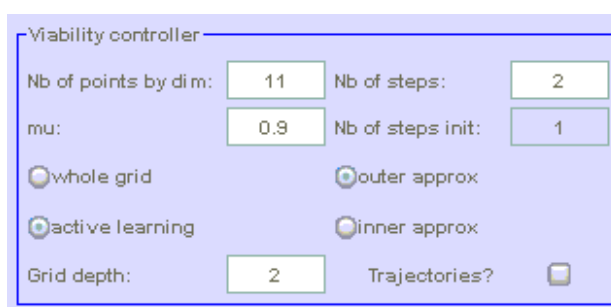 Viability controller
Nb of points by dim: 11 Nb of steps: 2
mu: 0.9 Nb of steps init: 1
whole grid outer approx
active learning inner approx
Grid depth: 2 Trajectories?